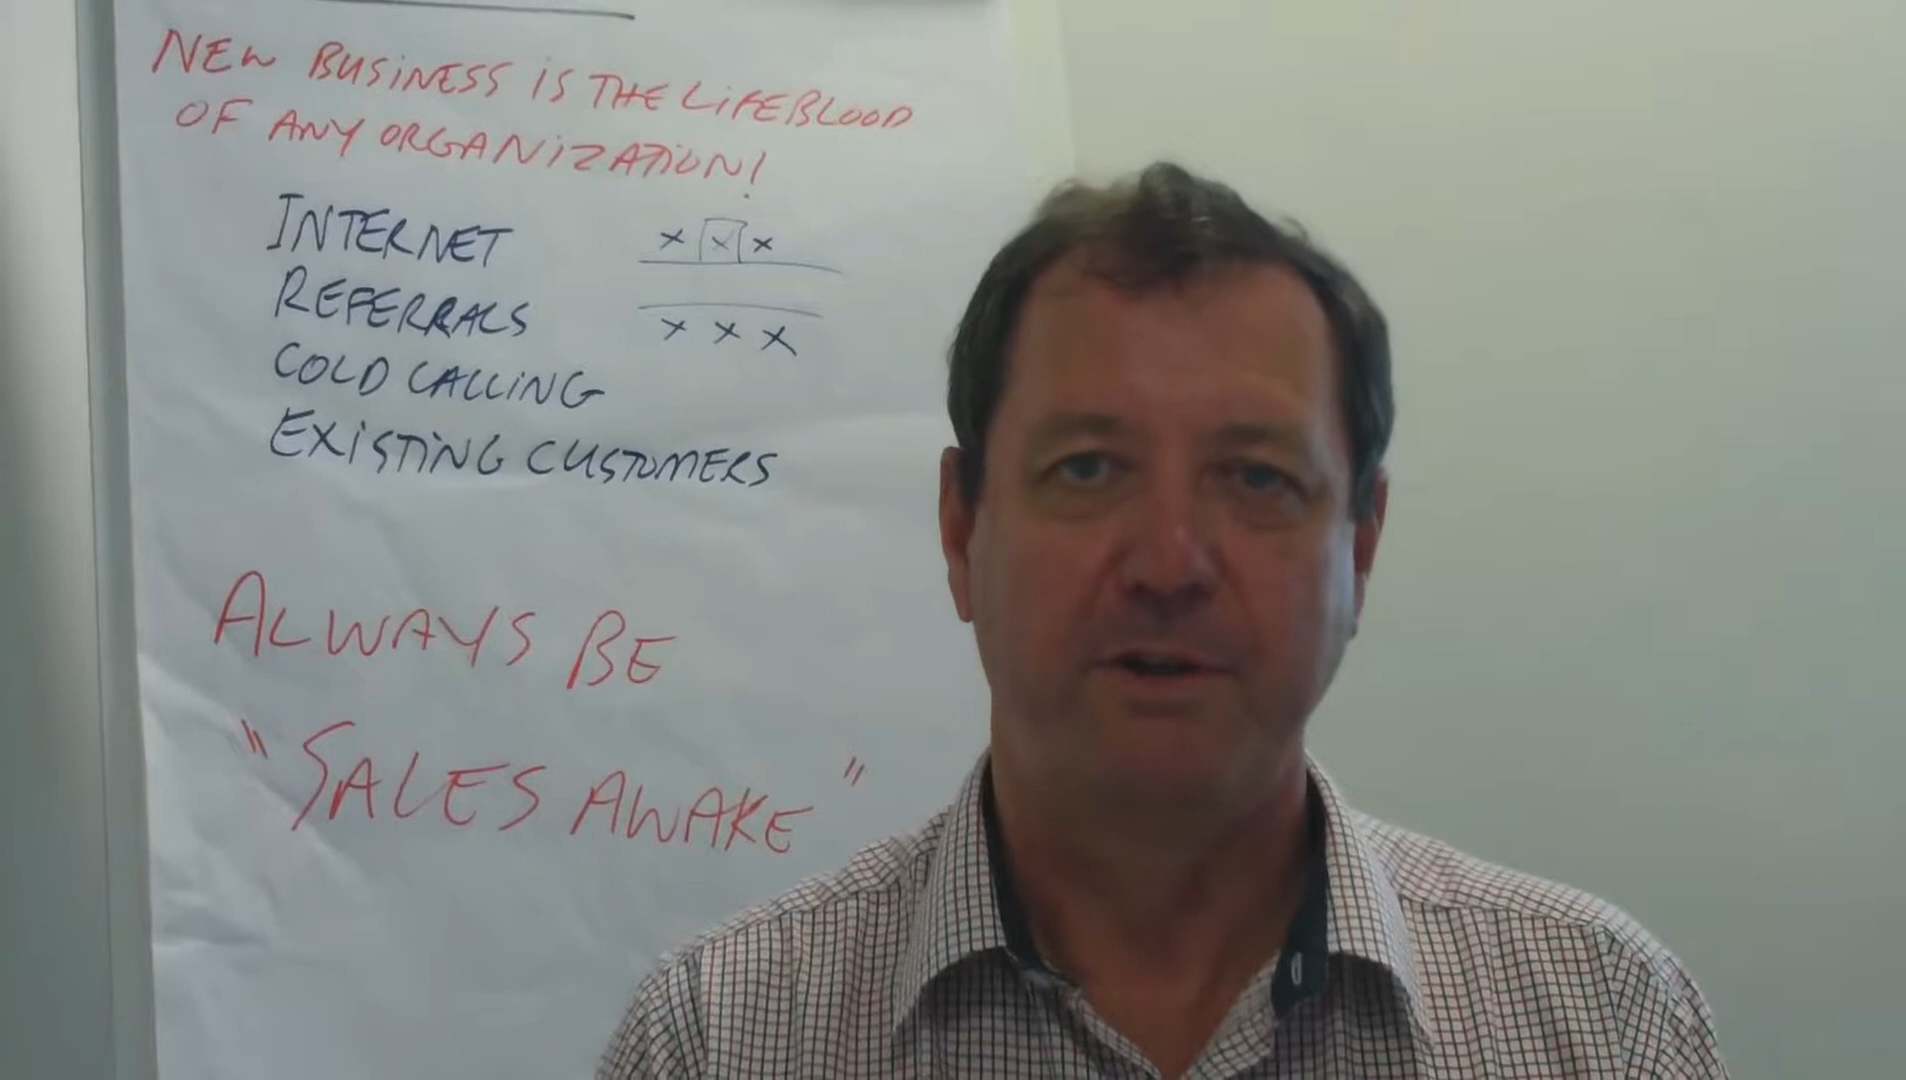 NEW BUSINESS IS THE LIFEBLOOD
OF ANY ORGANIZATION!
INTERNET
REFERRALS
COLD CALLING
EXISTING CUSTOMERS
x x x
x x x
ALWAYS BE
"SALES AWAKE"